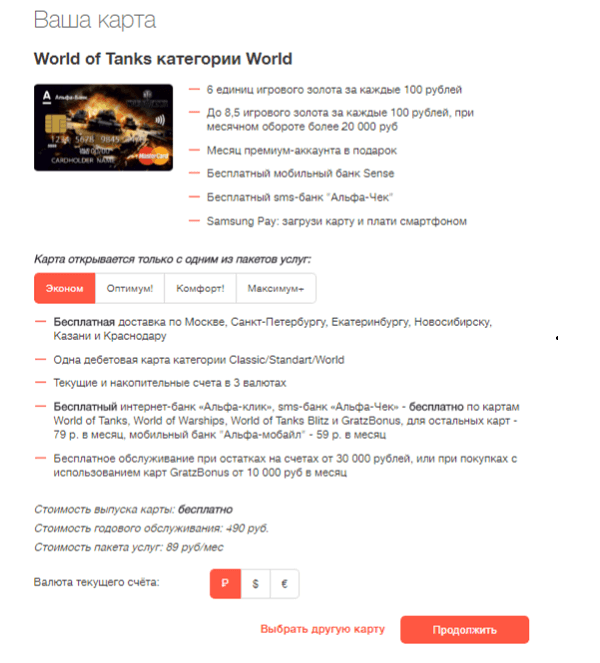 Ваша карта
World of Tanks категории World
А Альфа·Банк
5678 9845
CARDHOLDER NAME
MasterCard
6 единиц игрового золота за каждые 100 рублей
До 8,5 игрового золота за каждые 100 рублей, при
месячном обороте более 20 000 руб
Месяц премиум-аккаунта в подарок
Бесплатный мобильный банк Sense
Бесплатный sms-банк "Альфа-Чек"
Samsung Pay: загрузи карту и плати смартфоном
Карта открывается только с одним из пакетов услуг:
Эконом Оптимум! Комфорт! Максимум+
Бесплатная доставка по Москве, Санкт-Петербургу, Екатеринбургу, Новосибирску,
Казани и Краснодару
Одна дебетовая карта категории Classic/Standart/World
Текущие и накопительные счета в 3 валютах
Бесплатный интернет-банк «Альфа-клик», sms-банк «Альфа-Чек» - бесплатно по картам
World of Tanks, World of Warships, World of Tanks Blitz и GratzBonus, для остальных карт -
79 р. в месяц, мобильный банк "Альфа-мобайл" - 59 р. в месяц
Бесплатное обслуживание при остатках на счетах от 30 000 рублей, или при покупках с
использованием карт GratzBonus от 10 000 руб в месяц
Стоимость выпуска карты: бесплатно
Стоимость годового обслуживания: 490 руб.
Стоимость пакета услуг: 89 руб/мес
Валюта текущего счёта: ₽ $ €
Выбрать другую карту Продолжить